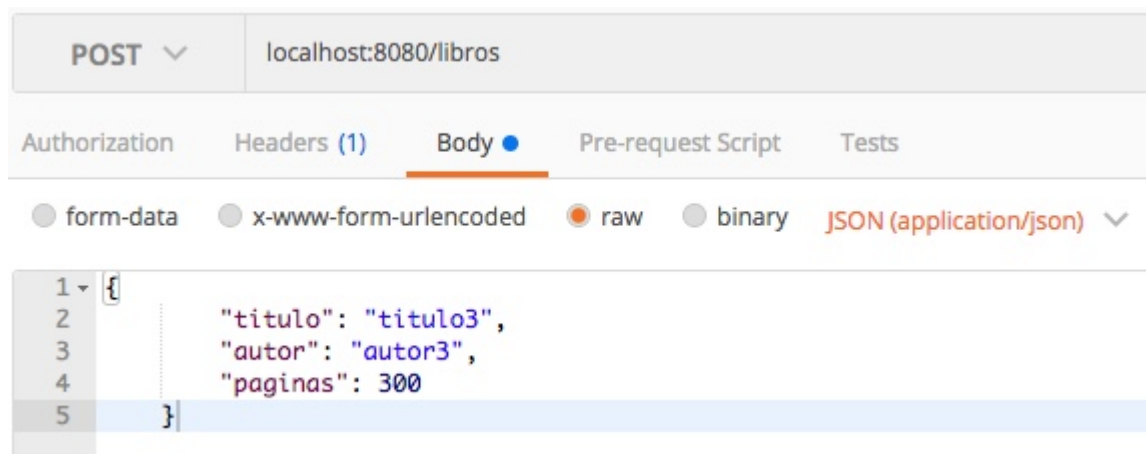 POST localhost:8080/libros
Authorization Headers (1) Body Pre-request Script Tests
form-data x-www-form-urlencoded raw binary JSON (application/json)
1 {
2 "titulo": "titulo3",
3 "autor": "autor3",
4 "paginas": 300
5 }